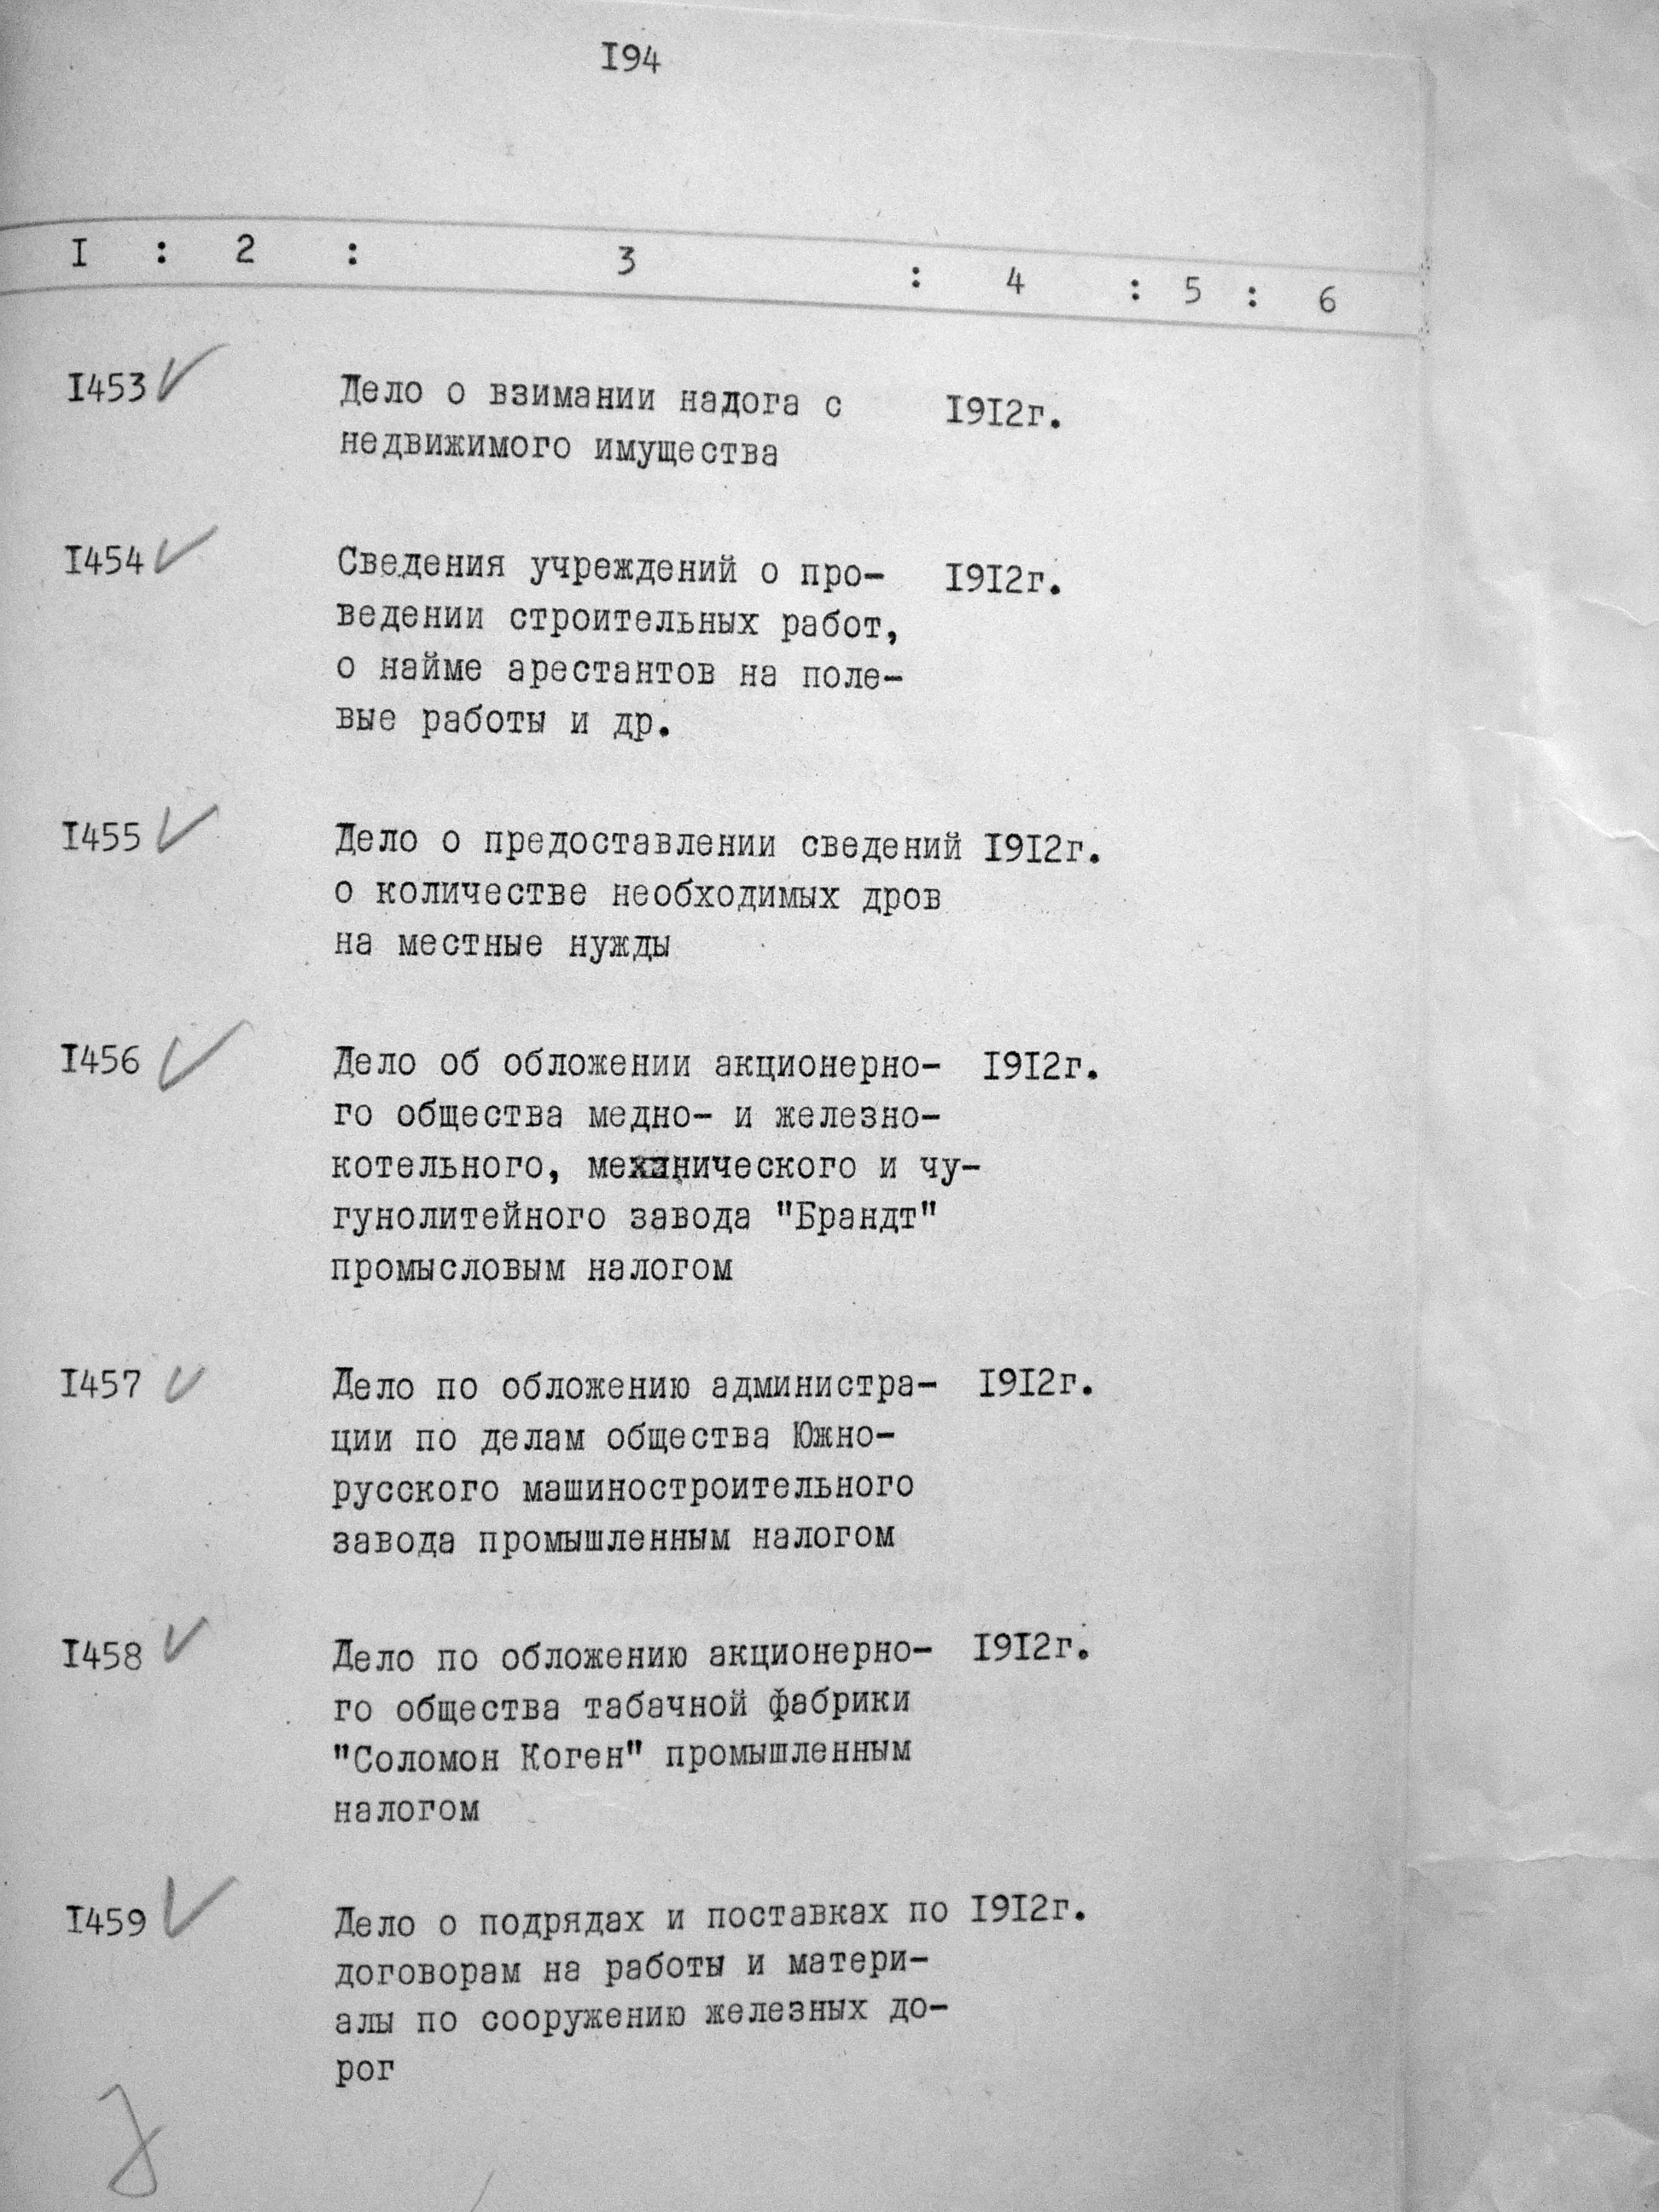 I94
I : 2 : 3 : 4 : 5 : 6
I453 Дело о взимании надога с I9I2г.
недвижимого имущества
I454 Сведения учреждений о про- I9I2г.
ведении строительных работ,
о найме арестантов на поле-
вые работы и др.
I455 Дело о предоставлении сведений I9I2г.
о количестве необходимых дров
на местные нужды
I456 Дело об обложении акционерно- I9I2г.
го общества медно- и железно-
котельного, механического и чу-
гунолитейного завода "Брандт"
промысловым налогом
I457 Дело по обложению администра- I9I2г.
ции по делам общества Южно-
русского машиностроительного
завода промышленным налогом
I458 Дело по обложению акционерно- I9I2г.
го общества табачной фабрики
"Соломон Коген" промышленным
налогом
I459 Дело о подрядах и поставках по I9I2г.
договорам на работы и матери-
алы по сооружению железных до-
рог